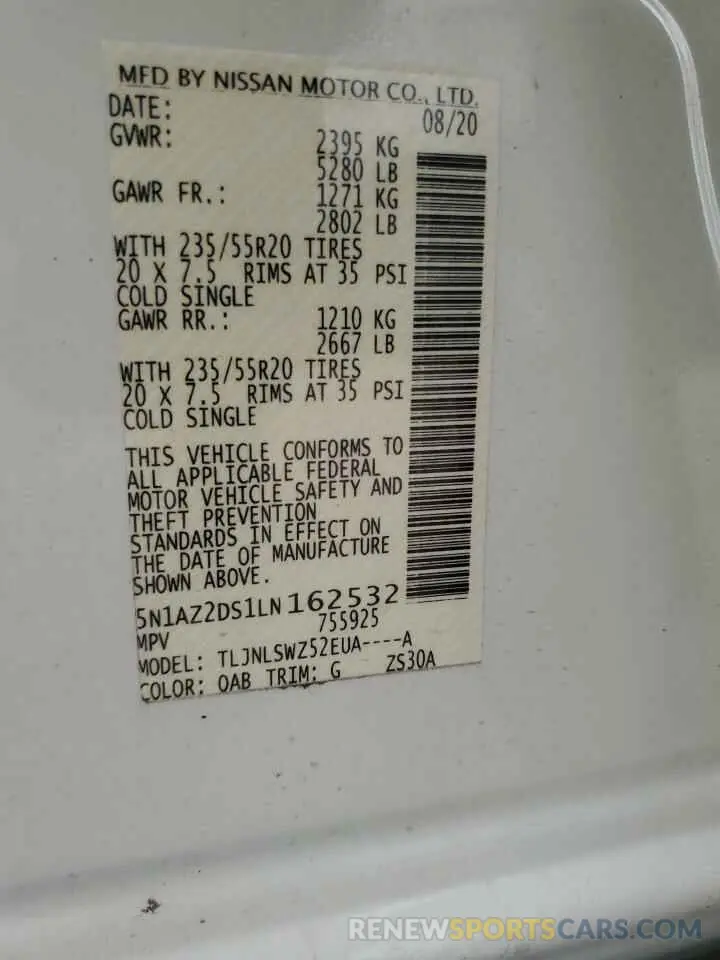 MFD BY NISSAN MOTOR CO., LTD.
DATE: 08/20
GVWR: 2395 KG
5280 LB
GAWR FR.: 1271 KG
2802 LB
WITH 235/55R20 TIRES
20 X 7.5 RIMS AT 35 PSI
COLD SINGLE
GAWR RR.: 1210 KG
2667 LB
WITH 235/55R20 TIRES
20 X 7.5 RIMS AT 35 PSI
COLD SINGLE
THIS VEHICLE CONFORMS TO
ALL APPLICABLE FEDERAL
MOTOR VEHICLE SAFETY AND
THEFT PREVENTION
STANDARDS IN EFFECT ON
THE DATE OF MANUFACTURE
SHOWN ABOVE.
5N1AZ2DS1LN162532
MPV 755925
MODEL: TLJNLSWZ52EUA----A
COLOR: QAB TRIM: G ZS30A
RENEWSPORTSCARS.COM